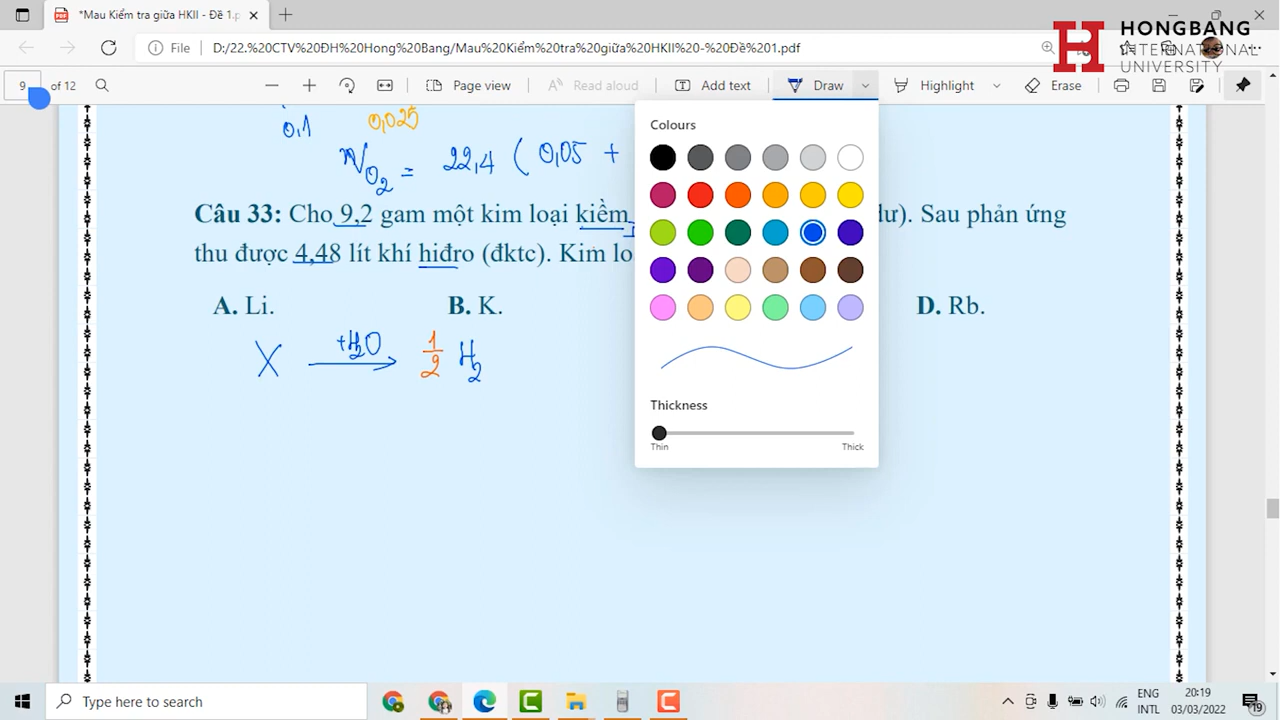 *Mau Kiểm tra giữa HKII - Đề 1.p
HONGBANG
INTERNATIONAL
UNIVERSITY
File D:/22.%20CTV%20ĐH%20Hong%20Bang/Mau%20kiểm%20tra%20giữa%20HKII%20-%20Đề%201.pdf
9 of 12 Page view Read aloud Add text Draw Highlight Erase
0,1 0,025
V O2 = 22,4 ( 0,05 +
Câu 33: Cho 9,2 gam một kim loại kiềm dư). Sau phản ứng
thu được 4,48 lít khí hiđro (đktc). Kim lo
A. Li. B. K. D. Rb.
X +H2O → 1/2 H2
Colours
Thickness
Thin Thick
Type here to search
ENG 20:19
INTL 03/03/2022 19